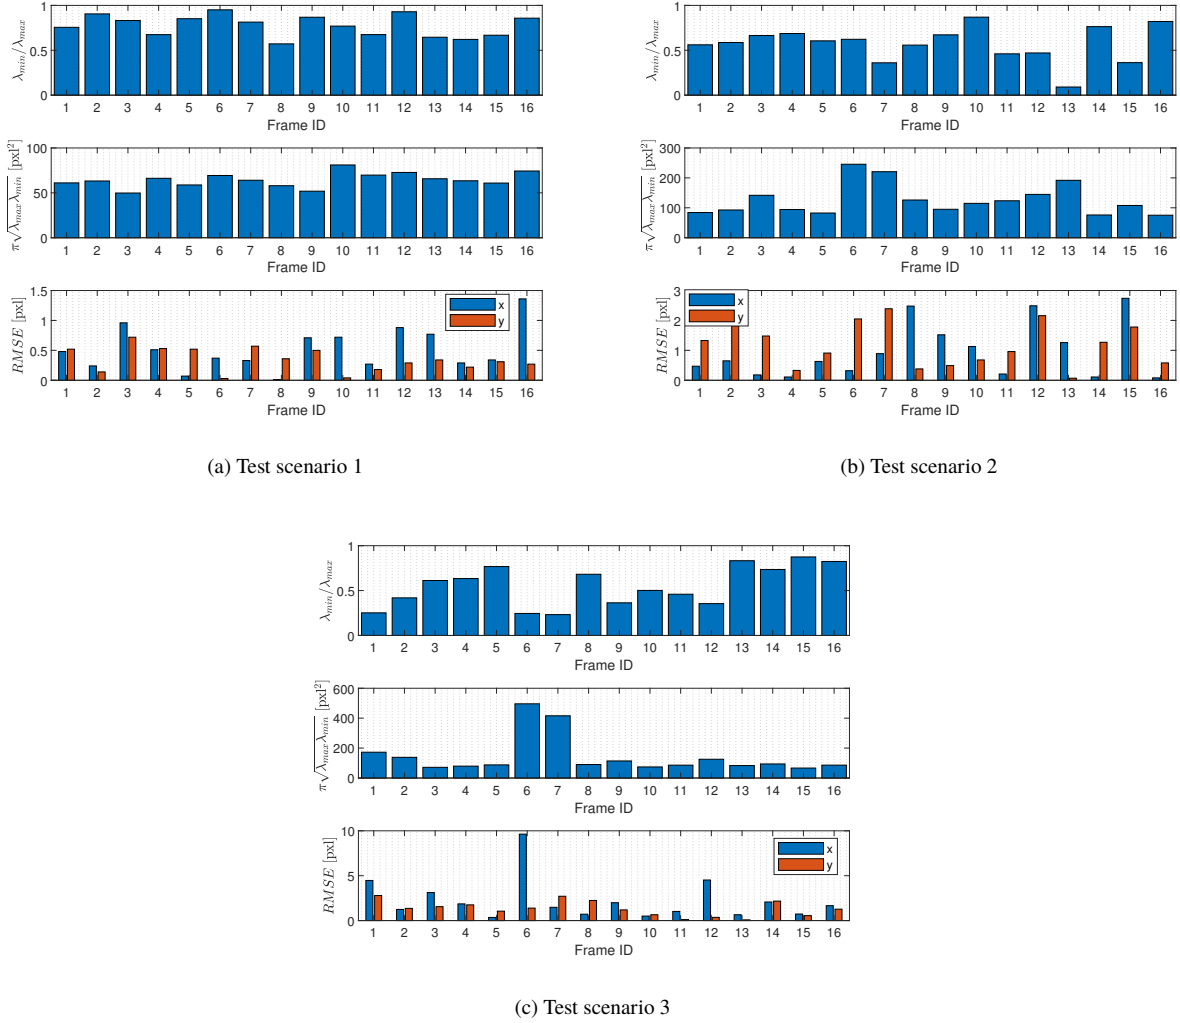 λ_min/λ_max
1
0.5
0
1 2 3 4 5 6 7 8 9 10 11 12 13 14 15 16
Frame ID
π√λ_maxλ_min [pxl²]
100
50
0
1 2 3 4 5 6 7 8 9 10 11 12 13 14 15 16
Frame ID
RMSE [pxl]
1.5
1
0.5
0
x
y
1 2 3 4 5 6 7 8 9 10 11 12 13 14 15 16
Frame ID
(a) Test scenario 1
λ_min/λ_max
1
0.5
0
1 2 3 4 5 6 7 8 9 10 11 12 13 14 15 16
Frame ID
π√λ_maxλ_min [pxl²]
300
200
100
0
1 2 3 4 5 6 7 8 9 10 11 12 13 14 15 16
Frame ID
RMSE [pxl]
3
2
1
0
x
y
1 2 3 4 5 6 7 8 9 10 11 12 13 14 15 16
Frame ID
(b) Test scenario 2
λ_min/λ_max
1
0.5
0
1 2 3 4 5 6 7 8 9 10 11 12 13 14 15 16
Frame ID
π√λ_maxλ_min [pxl²]
600
400
200
0
1 2 3 4 5 6 7 8 9 10 11 12 13 14 15 16
Frame ID
RMSE [pxl]
10
5
0
x
y
1 2 3 4 5 6 7 8 9 10 11 12 13 14 15 16
Frame ID
(c) Test scenario 3